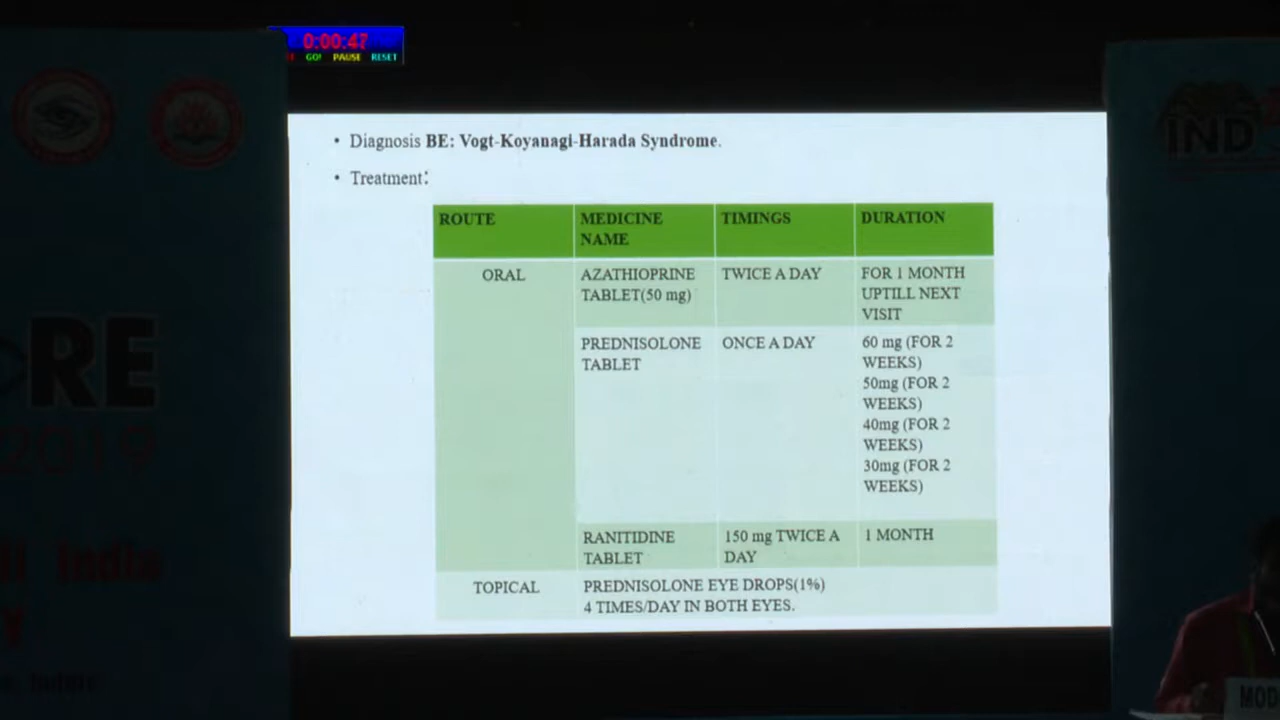 0:00:47
GO! PAUSE RESET
IND
• Diagnosis BE: Vogt-Koyanagi-Harada Syndrome.
• Treatment:
ROUTE MEDICINE NAME TIMINGS DURATION
ORAL AZATHIOPRINE TABLET(50 mg) TWICE A DAY FOR 1 MONTH UPTILL NEXT VISIT
PREDNISOLONE TABLET ONCE A DAY 60 mg (FOR 2 WEEKS)
50mg (FOR 2 WEEKS)
40mg (FOR 2 WEEKS)
30mg (FOR 2 WEEKS)
RANITIDINE TABLET 150 mg TWICE A DAY 1 MONTH
TOPICAL PREDNISOLONE EYE DROPS(1%)
4 TIMES/DAY IN BOTH EYES.
RE
2019
India
MOD